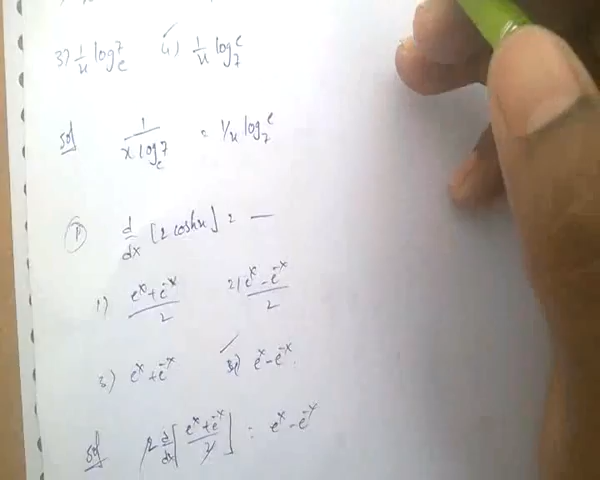 3) 1/x log_e^7 4) 1/x log_7^e
sol 1/(x log_e^7) = 1/x log_7^e
d/dx [2 coshx] = —
1) (e^x + e^-x)/2 2) (e^x - e^-x)/2
3) e^x + e^-x 4) e^x - e^-x.
sol 2 d/dx [(e^x + e^-x)/2] = e^x - e^-x